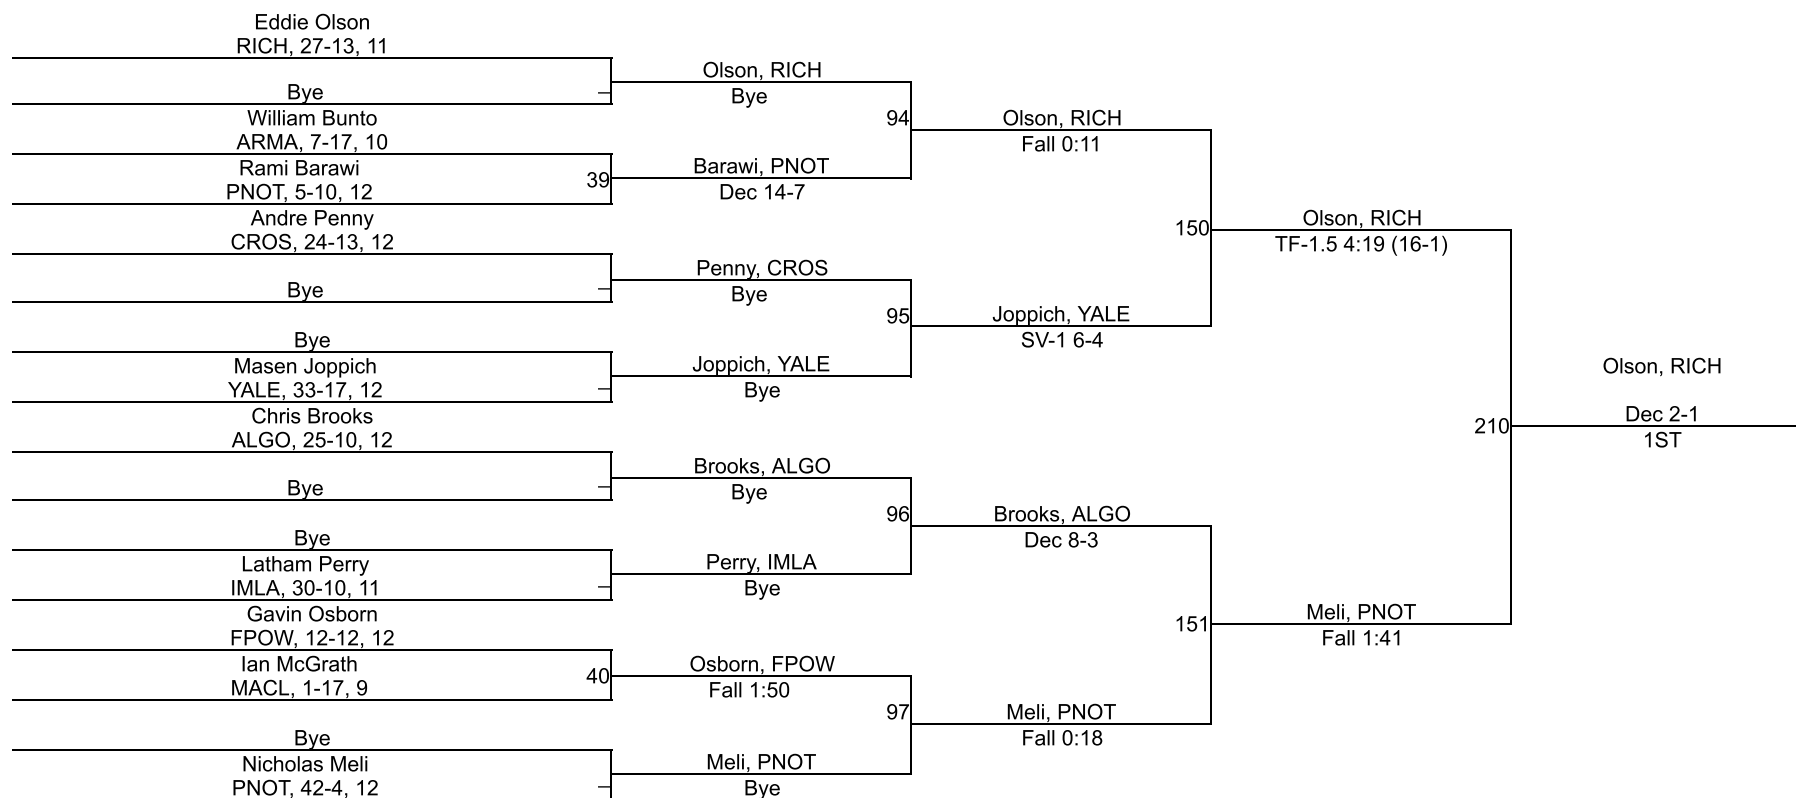 Eddie Olson
RICH, 27-13, 11
Bye
William Bunto
ARMA, 7-17, 10
Rami Barawi
PNOT, 5-10, 12
39
Andre Penny
CROS, 24-13, 12
Bye
Bye
Masen Joppich
YALE, 33-17, 12
Chris Brooks
ALGO, 25-10, 12
Bye
Bye
Latham Perry
IMLA, 30-10, 11
Gavin Osborn
FPOW, 12-12, 12
Ian McGrath
MACL, 1-17, 9
40
Bye
Nicholas Meli
PNOT, 42-4, 12
Olson, RICH
Bye
94
Barawi, PNOT
Dec 14-7
Penny, CROS
Bye
95
Joppich, YALE
Bye
Brooks, ALGO
Bye
96
Perry, IMLA
Bye
Osborn, FPOW
Fall 1:50
97
Meli, PNOT
Bye
Olson, RICH
Fall 0:11
150
Joppich, YALE
SV-1 6-4
Brooks, ALGO
Dec 8-3
151
Meli, PNOT
Fall 0:18
Olson, RICH
TF-1.5 4:19 (16-1)
210
Meli, PNOT
Fall 1:41
Olson, RICH
Dec 2-1
1ST